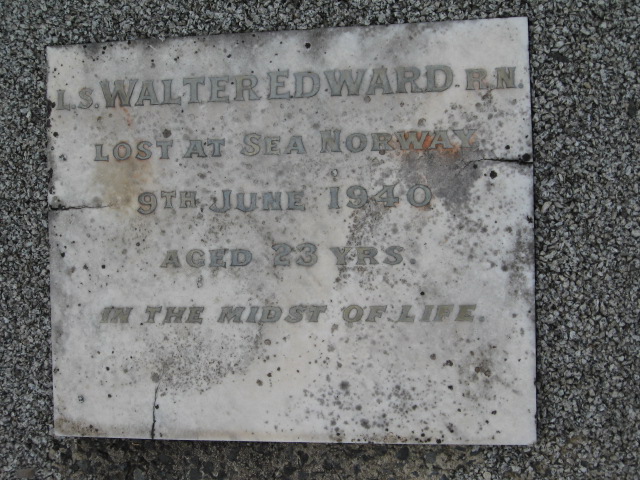 L.S. WALTER EDWARD. R.N.
LOST AT SEA NORWAY
9TH JUNE 1940
AGED 23 YRS.
IN THE MIDST OF LIFE.